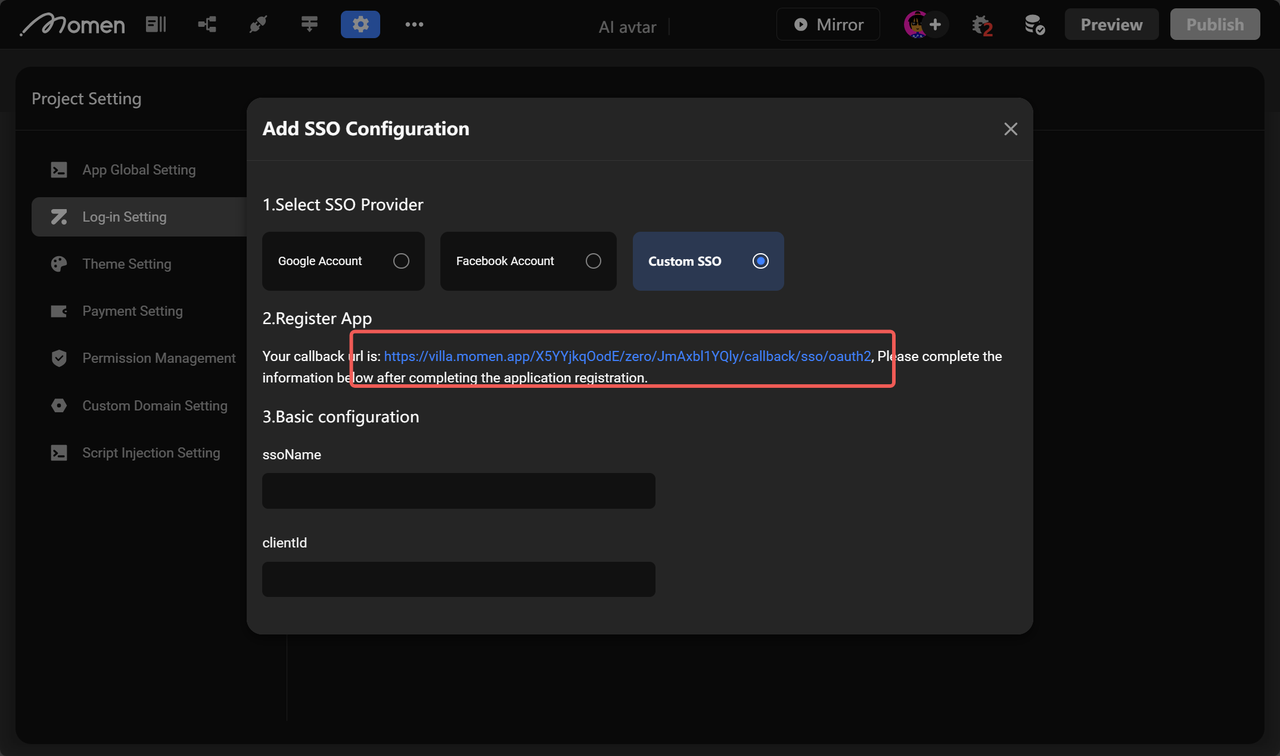 Momen
AI avtar
Mirror
2
Preview
Publish
Project Setting
App Global Setting
Log-in Setting
Theme Setting
Payment Setting
Permission Management
Custom Domain Setting
Script Injection Setting
Add SSO Configuration
1.Select SSO Provider
Google Account
Facebook Account
Custom SSO
2.Register App
Your callback url is: https://villa.momen.app/X5YYjkqOodE/zero/JmAxbl1YQly/callback/sso/oauth2, Please complete the
information below after completing the application registration.
3.Basic configuration
ssoName
clientId